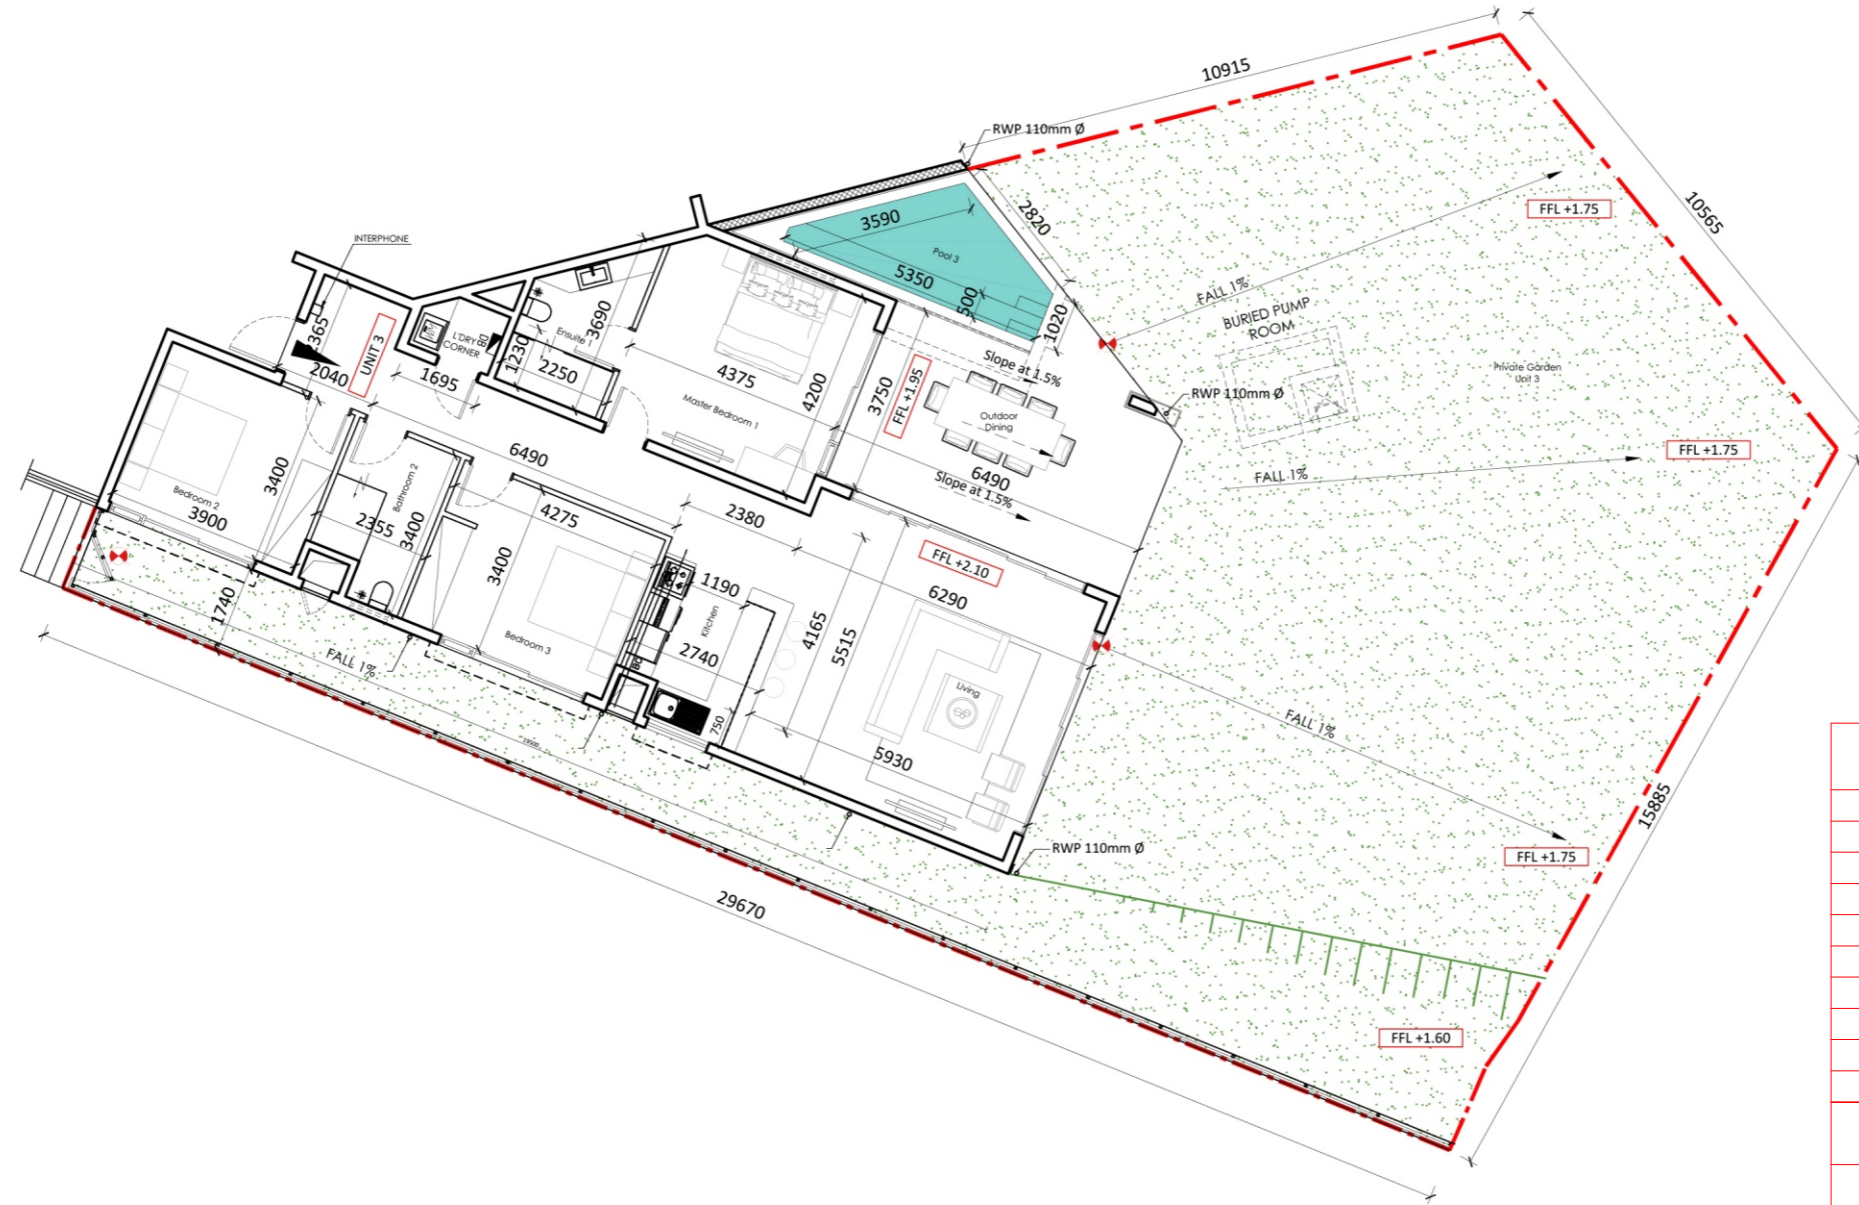 10915
RWP 110mm Ø
10565
2820
3590
FFL +1.75
INTERPHONE
Pool 3
5350
500
FALL 1%
BURIED PUMP
ROOM
1020
3690
Ensuite 1
2365
UNIT 3
L'DRY
CORNER
DB
WM
1230
2250
2040
1695
4375
4200
Master Bedroom 1
3750
FFL +1.95
Slope at 1.5%
Outdoor
Dining
RWP 110mm Ø
Private Garden
Unit 3
FFL +1.75
FALL 1%
6490
6490
Slope at 1.5%
3400
Bedroom 2
3900
Bathroom 2
2355
3400
4275
2380
3400
FFL +2.10
1190
6290
Kitchen
4165
5515
1740
Bedroom 3
2740
Living
FALL 1%
750
5930
FALL 1%
15885
RWP 110mm Ø
FFL +1.75
29670
FFL +1.60